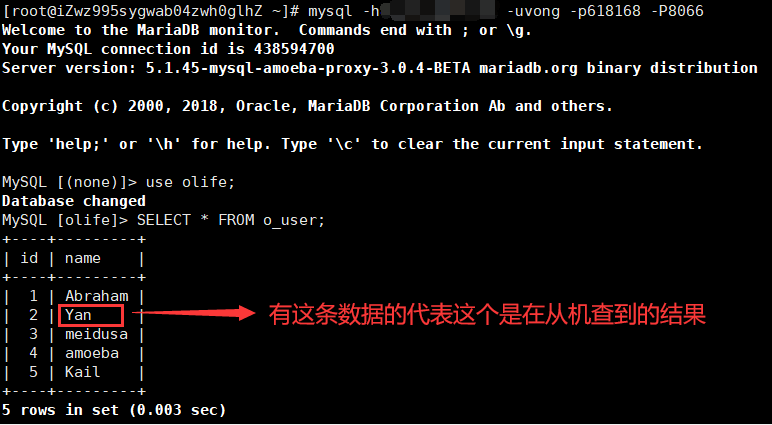 [root@iZwz995sygwab04zwh0glhZ ~]# mysql -h -uvong -p618168 -P8066
Welcome to the MariaDB monitor.  Commands end with ; or \g.
Your MySQL connection id is 438594700
Server version: 5.1.45-mysql-amoeba-proxy-3.0.4-BETA mariadb.org binary distribution
Copyright (c) 2000, 2018, Oracle, MariaDB Corporation Ab and others.
Type 'help;' or '\h' for help. Type '\c' to clear the current input statement.
MySQL [(none)]> use olife;
Database changed
MySQL [olife]> SELECT * FROM o_user;
+----+---------+
| id | name    |
+----+---------+
|  1 | Abraham |
|  2 | Yan     | 有这条数据的代表这个是在从机查到的结果
|  3 | meidusa |
|  4 | amoeba  |
|  5 | Kail    |
+----+---------+
5 rows in set (0.003 sec)